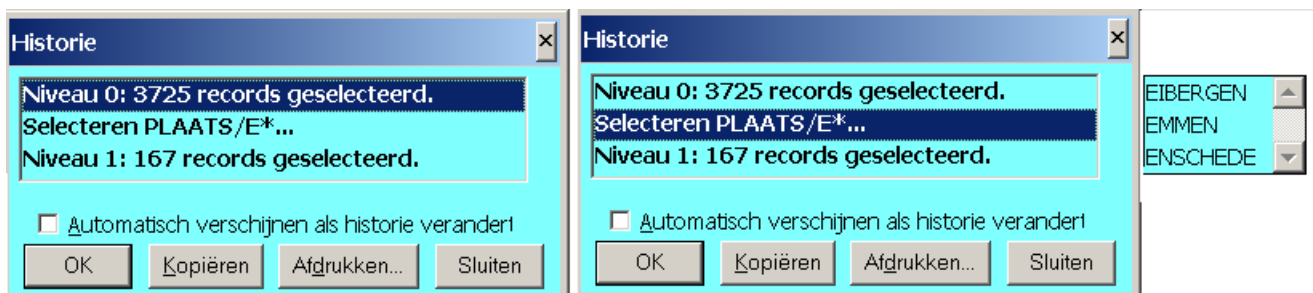 Historie
Niveau 0: 3725 records geselecteerd.
Selecteren PLAATS/E*...
Niveau 1: 167 records geselecteerd.
Automatisch verschijnen als historie verandert
OK
Kopiëren
Afdrukken...
Sluiten
Historie
Niveau 0: 3725 records geselecteerd.
Selecteren PLAATS/E*...
Niveau 1: 167 records geselecteerd.
Automatisch verschijnen als historie verandert
OK
Kopiëren
Afdrukken...
Sluiten
EIBERGEN
EMMEN
ENSCHEDE